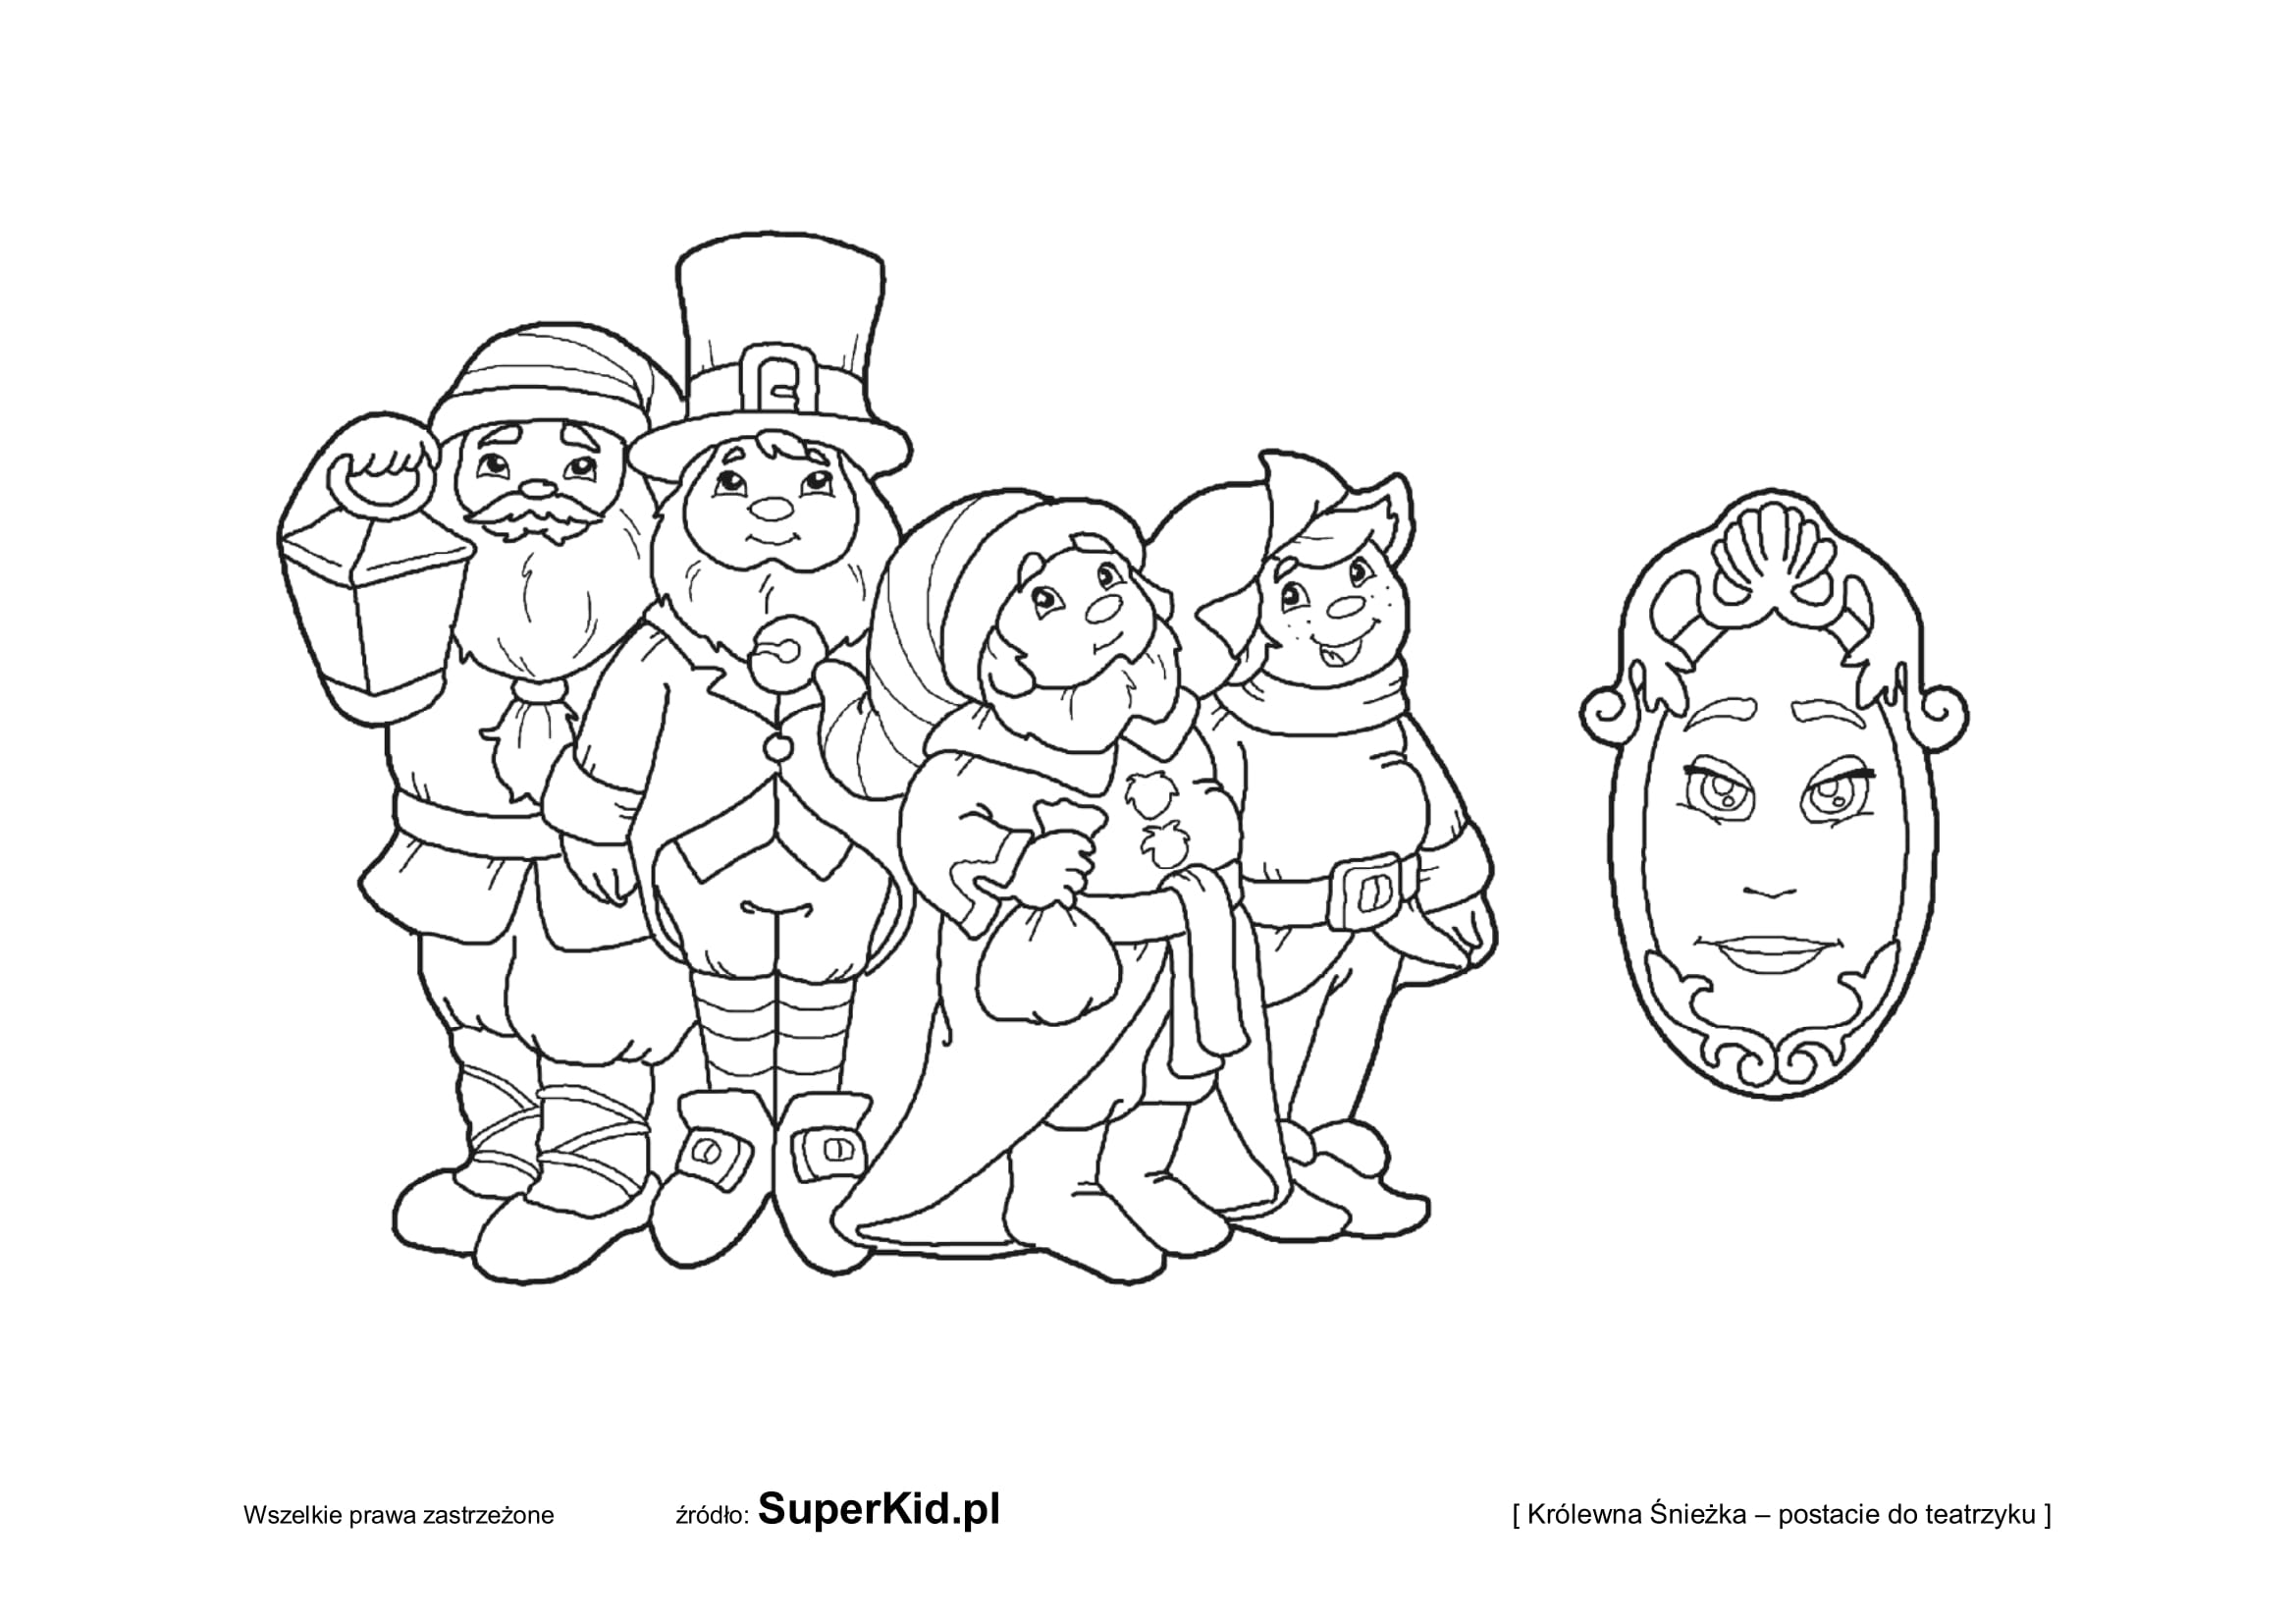 Wszelkie prawa zastrzeżone źródło: SuperKid.pl [ Królewna Śnieżka – postacie do teatrzyku ]